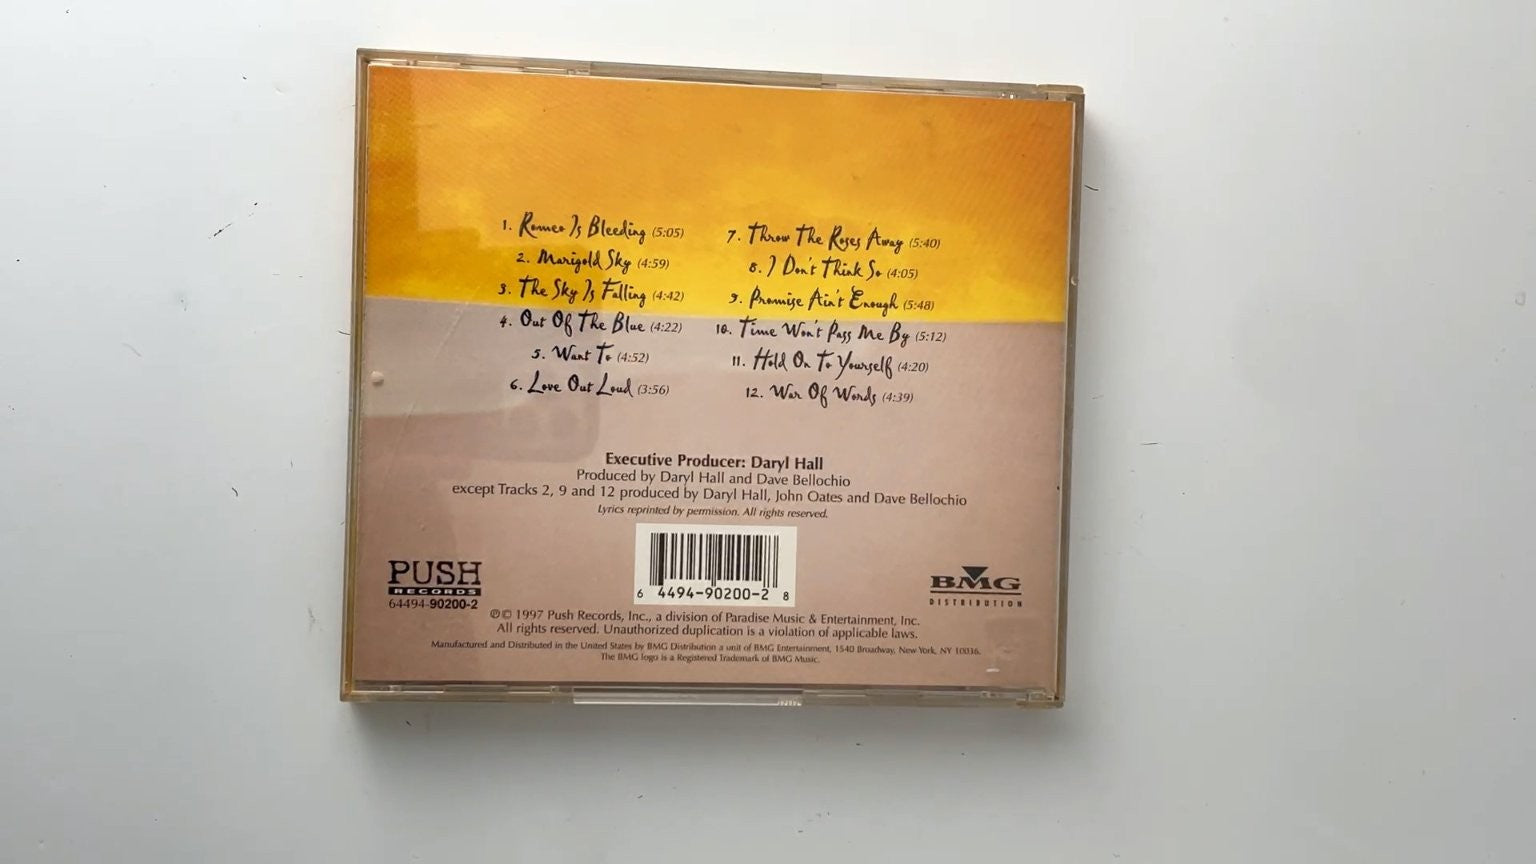 1. Romeo Is Bleeding (5:05)
2. Marigold Sky (4:59)
3. The Sky Is Falling (4:42)
4. Out Of The Blue (4:22)
5. Want To (4:52)
6. Love Out Loud (3:56)
7. Throw The Roses Away (5:40)
8. I Don't Think So (4:05)
9. Promise Ain't Enough (5:48)
10. Time Won't Pass Me By (5:12)
11. Hold On To Yourself (4:20)
12. War Of Words (4:39)
Executive Producer: Daryl Hall
Produced by Daryl Hall and Dave Bellochio
except Tracks 2, 9 and 12 produced by Daryl Hall, John Oates and Dave Bellochio
Lyrics reprinted by permission. All rights reserved.
PUSH
RECORDS
64494-90200-2
6 4494-90200-2 8
BMG
DISTRIBUTION
℗© 1997 Push Records, Inc., a division of Paradise Music & Entertainment, Inc.
All rights reserved. Unauthorized duplication is a violation of applicable laws.
Manufactured and Distributed in the United States by BMG Distribution a unit of BMG Entertainment, 1540 Broadway, New York, NY 10036.
The BMG logo is a Registered Trademark of BMG Music.